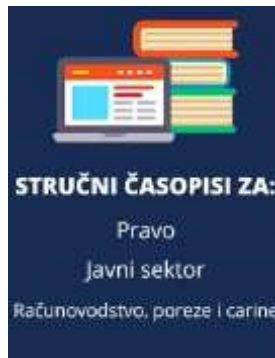 STRUČNI ČASOPISI ZA:
Pravo
Javni sektor
Računovodstvo, poreze i carine